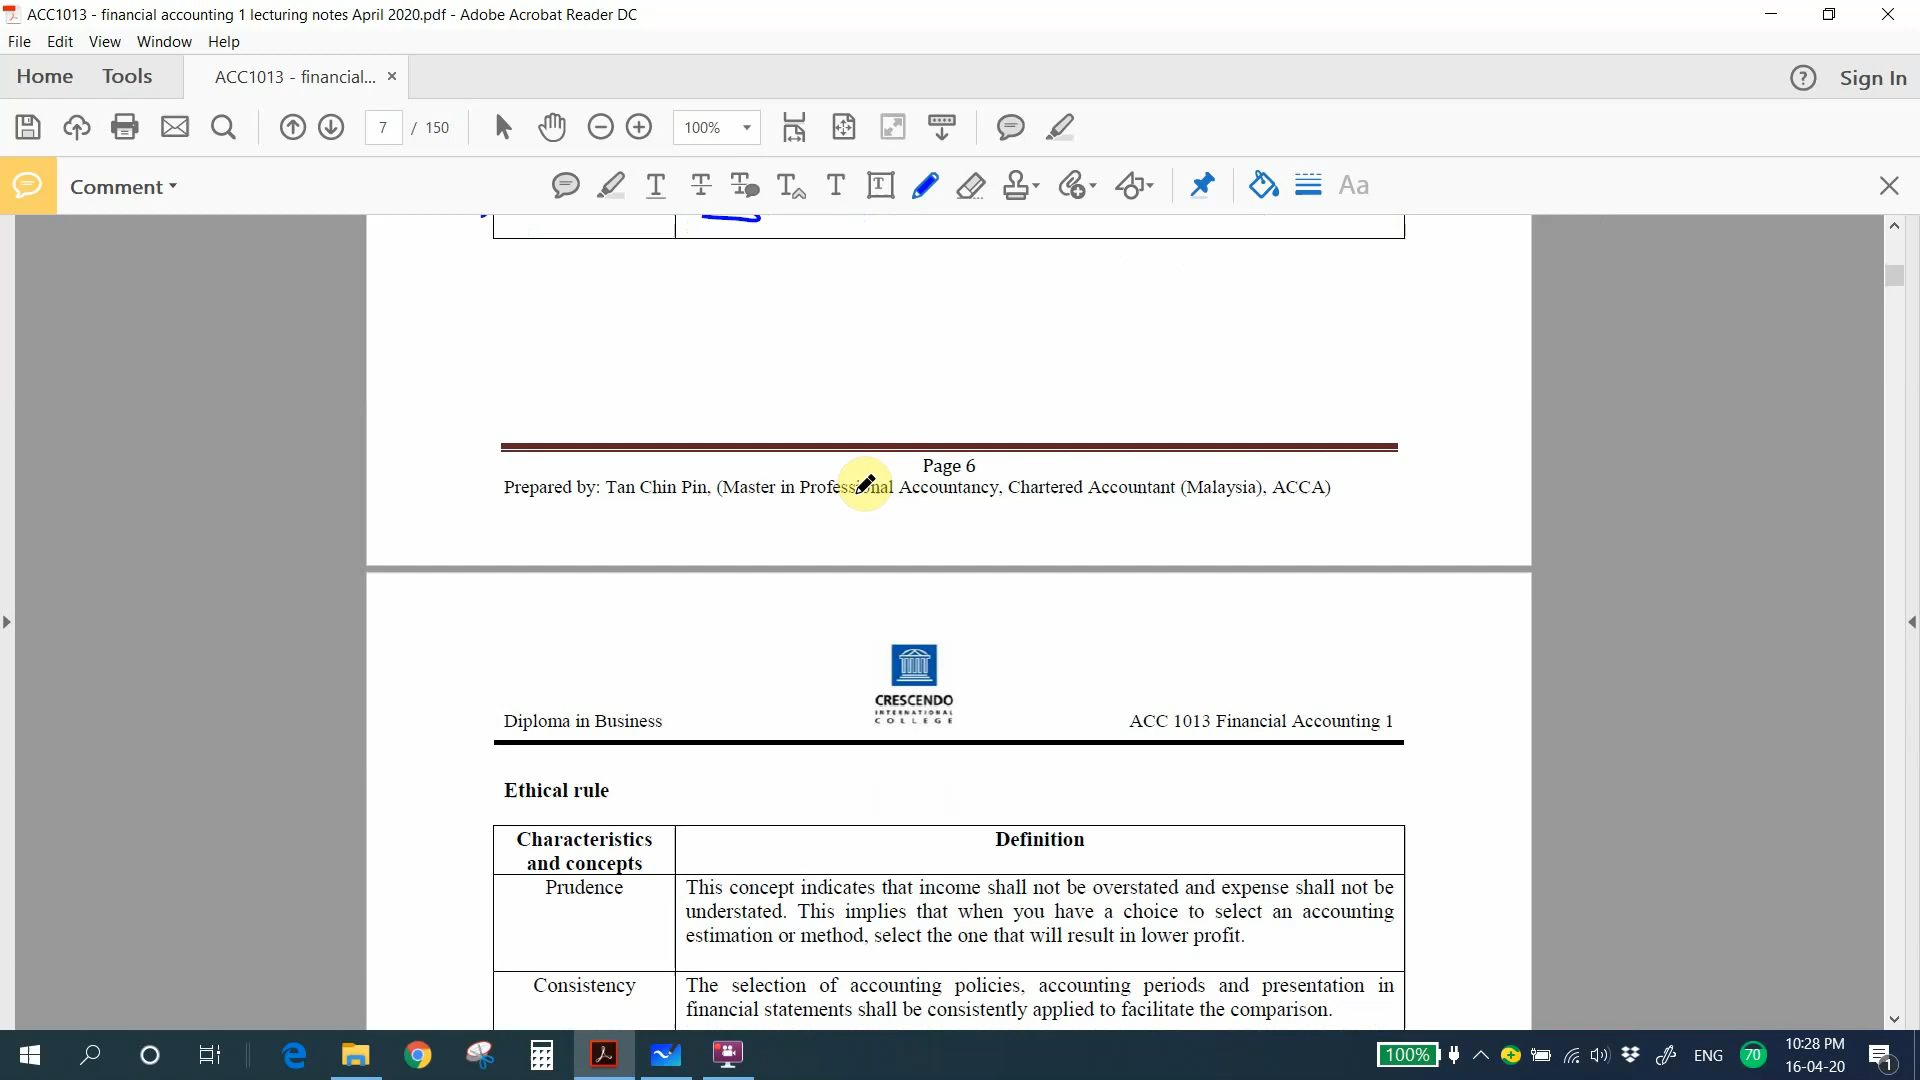 ACC1013 - financial accounting 1 lecturing notes April 2020.pdf - Adobe Acrobat Reader DC
File Edit View Window Help
Home Tools ACC1013 - financial... × Sign In
7 / 150 100%
Comment
Page 6
Prepared by: Tan Chin Pin, (Master in Professional Accountancy, Chartered Accountant (Malaysia), ACCA)
CRESCENDO
INTERNATIONAL
COLLEGE
Diploma in Business ACC 1013 Financial Accounting 1
Ethical rule
Characteristics
and concepts
Definition
Prudence
This concept indicates that income shall not be overstated and expense shall not be
understated. This implies that when you have a choice to select an accounting
estimation or method, select the one that will result in lower profit.
Consistency
The selection of accounting policies, accounting periods and presentation in
financial statements shall be consistently applied to facilitate the comparison.
100% ENG 70 10:28 PM
16-04-20 1